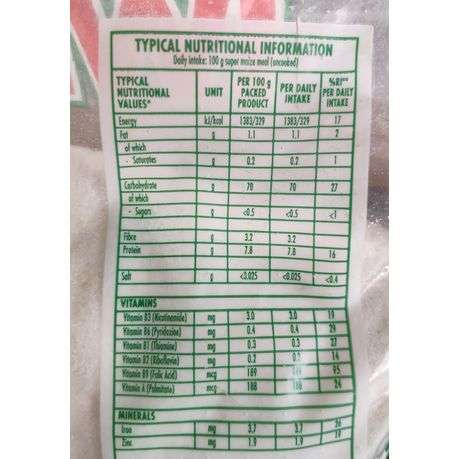 TYPICAL NUTRITIONAL INFORMATION
Daily intake: 100 g super maize meal (uncooked)
TYPICAL NUTRITIONAL VALUES* UNIT PER 100 g PACKED PRODUCT PER DAILY INTAKE %RI** PER DAILY INTAKE
Energy kJ/kcal 1383/329 1383/329 17
Fat g 1.1 1.1 2
of which
- Saturates g 0.2 0.2 1
Carbohydrate g 70 70 27
of which
- Sugars g <0.5 <0.5 <1
Fibre g 3.2 3.2
Protein g 7.8 7.8 16
Salt g <3.025 <0.025 <0.4
VITAMINS
Vitamin B3 (Nicotinamide) mg 3.0 3.0 19
Vitamin B6 (Pyridoxine) mg 0.4 0.4 29
Vitamin B1 (Thiamine) mg 0.3 0.3 27
Vitamin B2 (Riboflavin) mg 0.2 0.2 14
Vitamin B9 (Folic Acid) mcg 189 95
Vitamin A (Palmitate) mcg 188 188 24
MINERALS
Iron mg 3.7 3.7 26
Zinc mg 1.9 1.9 19